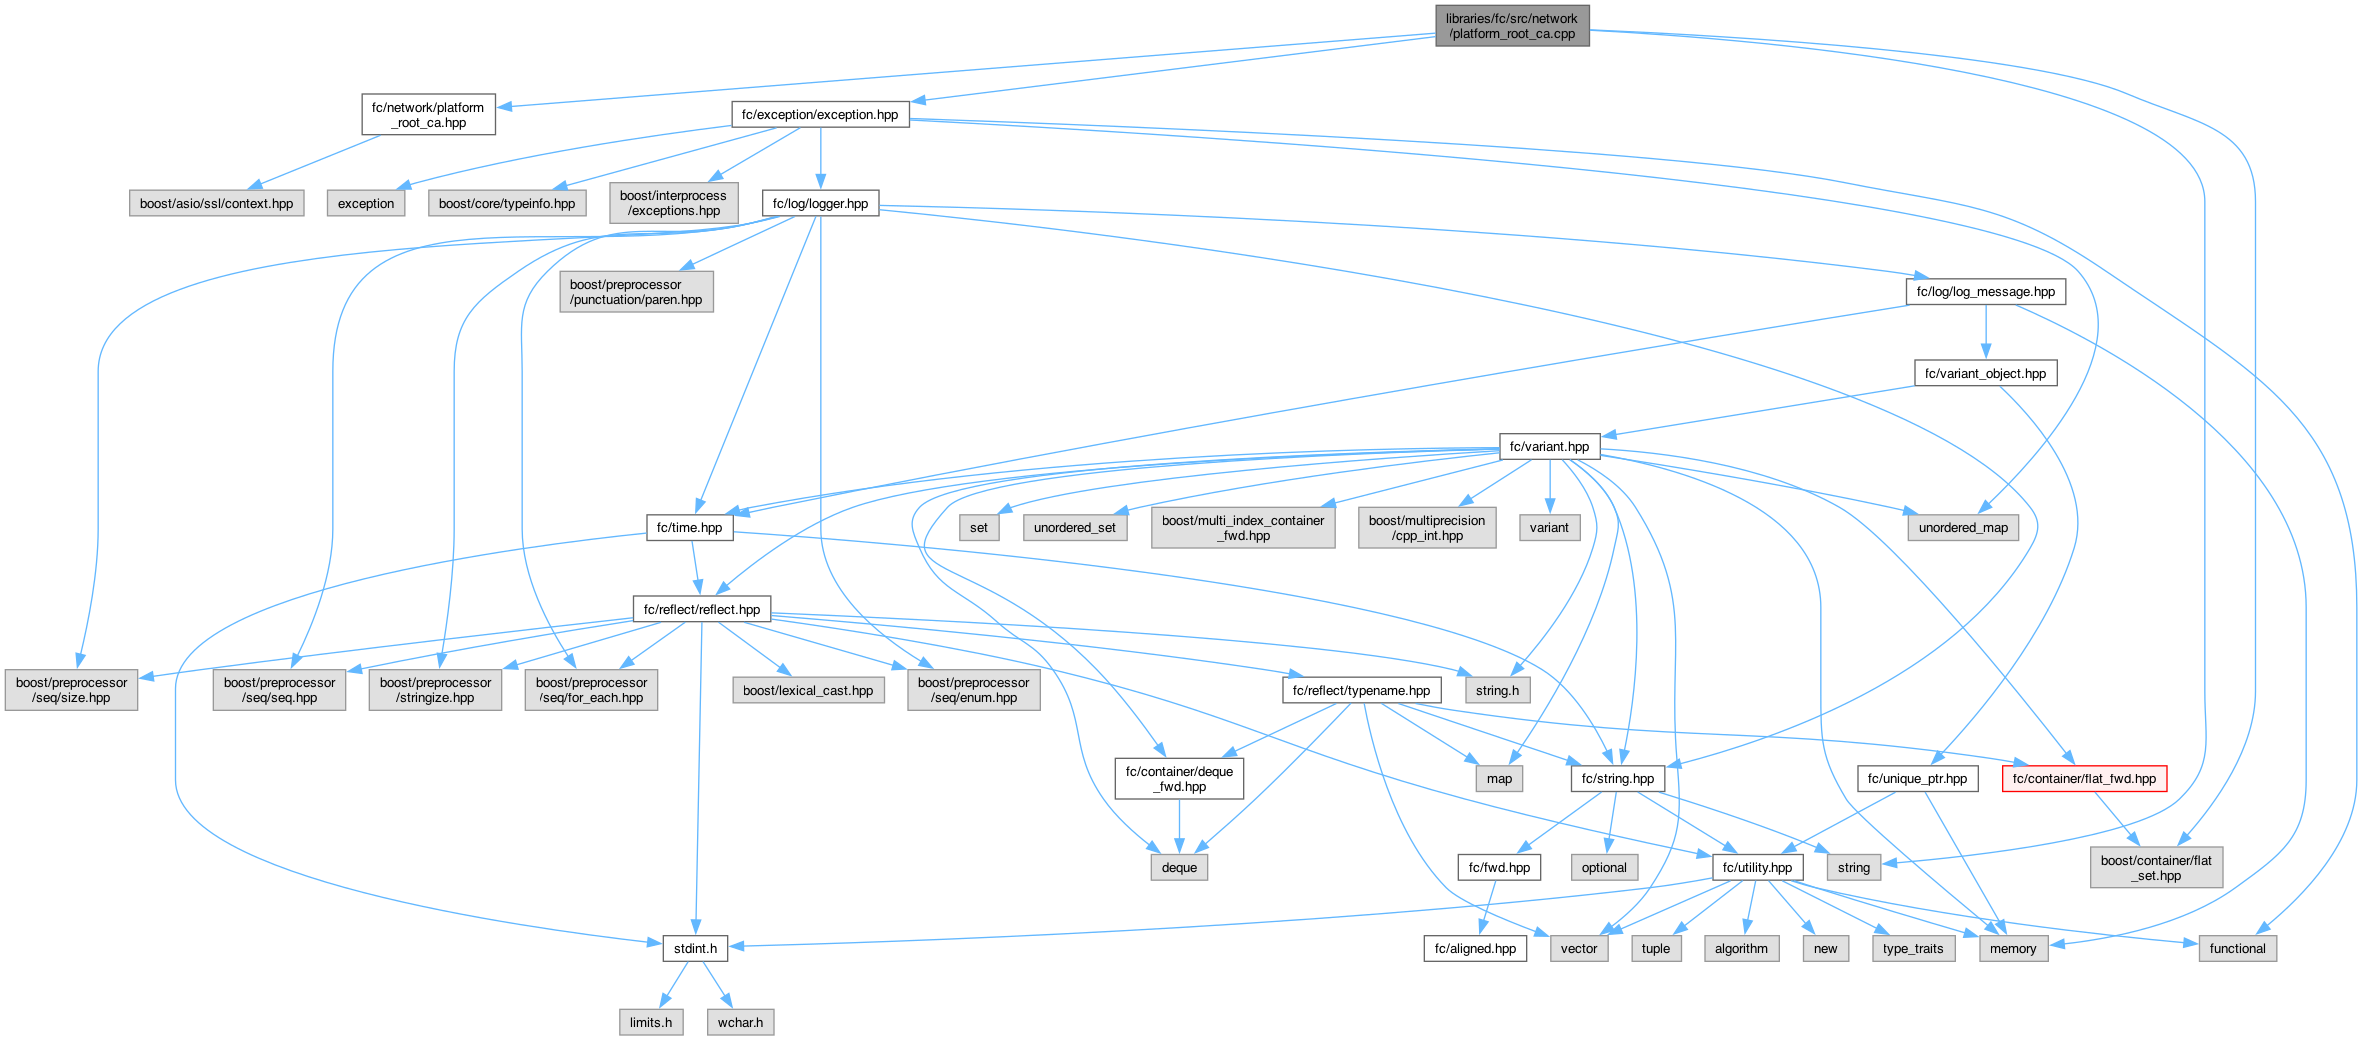 libraries/fc/src/network
/platform_root_ca.cpp
fc/network/platform
_root_ca.hpp
fc/exception/exception.hpp
boost/asio/ssl/context.hpp
exception
boost/core/typeinfo.hpp
boost/interprocess
/exceptions.hpp
fc/log/logger.hpp
boost/preprocessor
/punctuation/paren.hpp
fc/log/log_message.hpp
fc/variant_object.hpp
fc/variant.hpp
fc/time.hpp
set
unordered_set
boost/multi_index_container
_fwd.hpp
boost/multiprecision
/cpp_int.hpp
variant
unordered_map
fc/reflect/reflect.hpp
boost/preprocessor
/seq/size.hpp
boost/preprocessor
/seq/seq.hpp
boost/preprocessor
/stringize.hpp
boost/preprocessor
/seq/for_each.hpp
boost/lexical_cast.hpp
boost/preprocessor
/seq/enum.hpp
fc/reflect/typename.hpp
string.h
fc/container/deque
_fwd.hpp
map
fc/string.hpp
fc/unique_ptr.hpp
fc/container/flat_fwd.hpp
deque
fc/fwd.hpp
optional
fc/utility.hpp
string
boost/container/flat
_set.hpp
stdint.h
fc/aligned.hpp
vector
tuple
algorithm
new
type_traits
memory
functional
limits.h
wchar.h